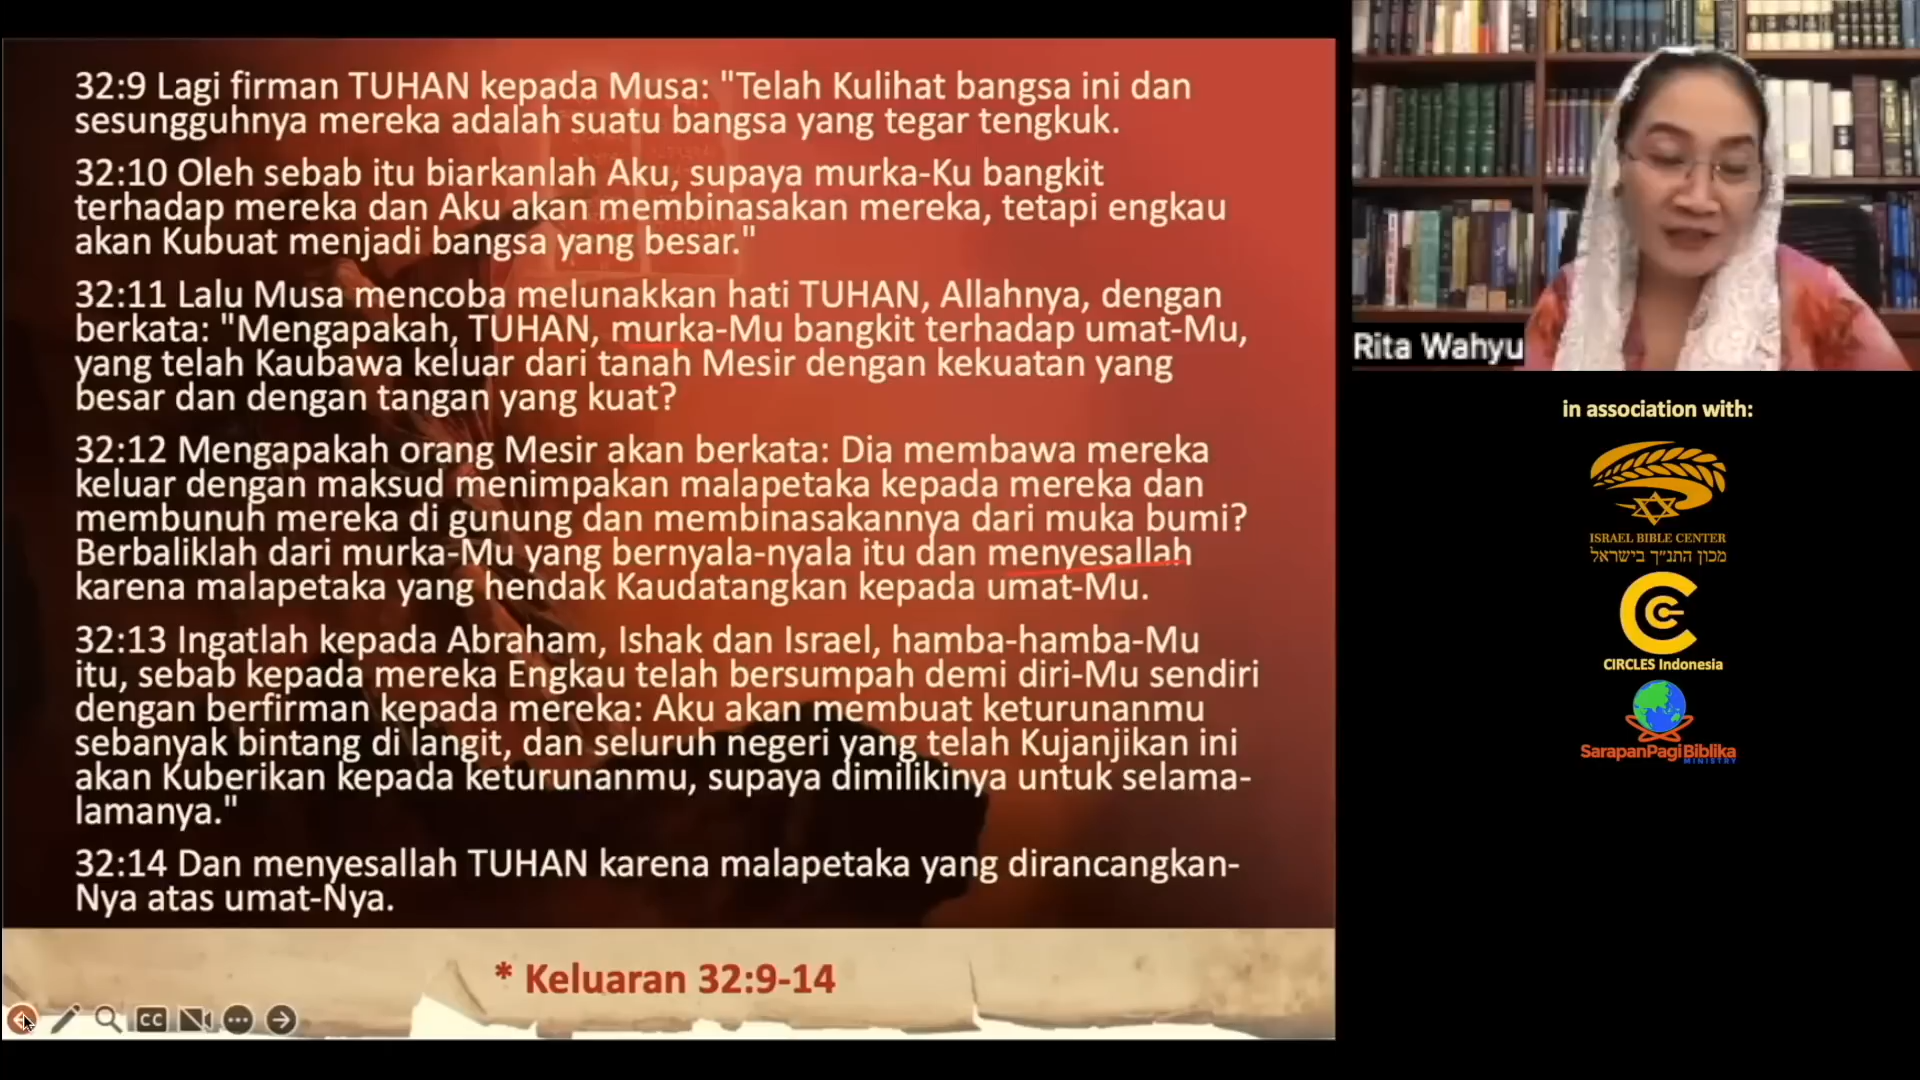 32:9 Lagi firman TUHAN kepada Musa: "Telah Kulihat bangsa ini dan
sesungguhnya mereka adalah suatu bangsa yang tegar tengkuk.
32:10 Oleh sebab itu biarkanlah Aku, supaya murka-Ku bangkit
terhadap mereka dan Aku akan membinasakan mereka, tetapi engkau
akan Kubuat menjadi bangsa yang besar."
32:11 Lalu Musa mencoba melunakkan hati TUHAN, Allahnya, dengan
berkata: "Mengapakah, TUHAN, murka-Mu bangkit terhadap umat-Mu,
yang telah Kaubawa keluar dari tanah Mesir dengan kekuatan yang
besar dan dengan tangan yang kuat?
32:12 Mengapakah orang Mesir akan berkata: Dia membawa mereka
keluar dengan maksud menimpakan malapetaka kepada mereka dan
membunuh mereka di gunung dan membinasakannya dari muka bumi?
Berbaliklah dari murka-Mu yang bernyala-nyala itu dan menyesallah
karena malapetaka yang hendak Kaudatangkan kepada umat-Mu.
32:13 Ingatlah kepada Abraham, Ishak dan Israel, hamba-hamba-Mu
itu, sebab kepada mereka Engkau telah bersumpah demi diri-Mu sendiri
dengan berfirman kepada mereka: Aku akan membuat keturunanmu
sebanyak bintang di langit, dan seluruh negeri yang telah Kujanjikan ini
akan Kuberikan kepada keturunanmu, supaya dimilikinya untuk selama-
lamanya."
32:14 Dan menyesallah TUHAN karena malapetaka yang dirancangkan-
Nya atas umat-Nya.
* Keluaran 32:9-14
CC
Rita Wahyu
in association with:
ISRAEL BIBLE CENTER
מכון התנ״ך בישראל
CIRCLES Indonesia
SarapanPagiBiblika
MINISTRY